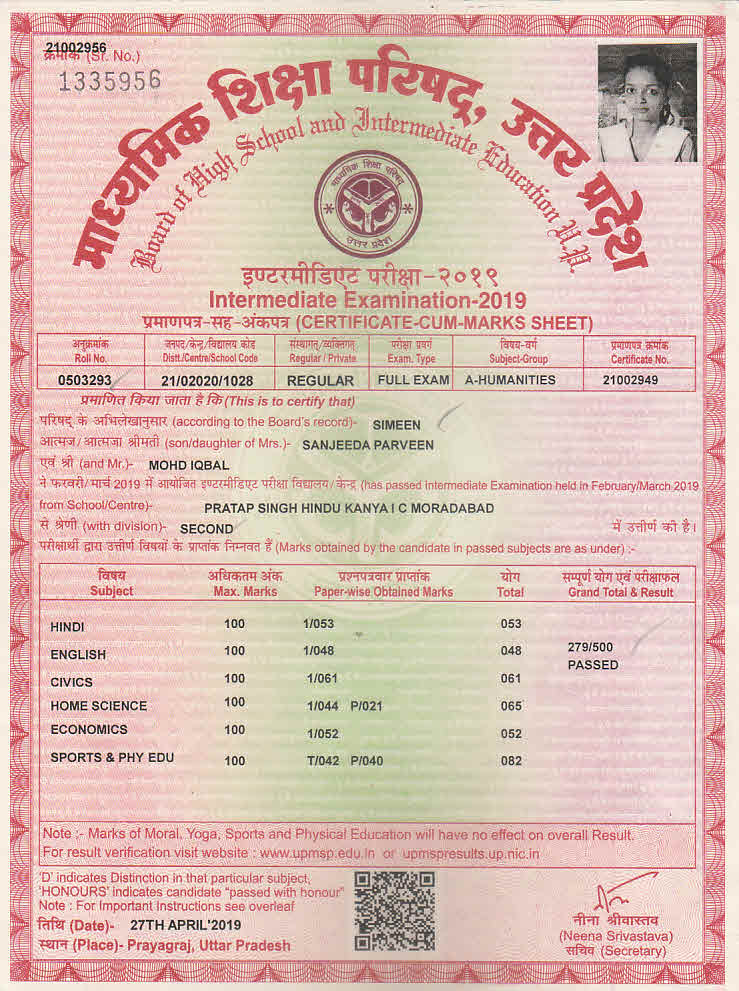 21002956
क्रमांक (Sr. No.)
1335956
माध्यमिक शिक्षा परिषद्, उत्तर प्रदेश
Board of High School and Intermediate Education U.P.
माध्यमिक शिक्षा परिषद्
उत्तर प्रदेश
इण्टरमीडिएट परीक्षा-२०१९
Intermediate Examination-2019
प्रमाणपत्र-सह-अंकपत्र (CERTIFICATE-CUM-MARKS SHEET)
अनुक्रमांक जनपद/केन्द्र/विद्यालय कोड संस्थागत/व्यक्तिगत परीक्षा प्रवर्ग विषय-वर्ग प्रमाणपत्र क्रमांक
Roll No. Distt./Centre/School Code Regular / Private Exam. Type Subject-Group Certificate No.
0503293 21/02020/1028 REGULAR FULL EXAM A-HUMANITIES 21002949
प्रमाणित किया जाता है कि (This is to certify that)
परिषद् के अभिलेखानुसार (according to the Board's record)- SIMEEN
आत्मज/आत्मजा श्रीमती (son/daughter of Mrs.)- SANJEEDA PARVEEN
एवं श्री (and Mr.)- MOHD IQBAL
ने फरवरी/मार्च 2019 में आयोजित इण्टरमीडिएट परीक्षा विद्यालय/केन्द्र (has passed Intermediate Examination held in February/March 2019
from School/Centre)- PRATAP SINGH HINDU KANYA I C MORADABAD
से श्रेणी (with division)- SECOND में उत्तीर्ण की है।
परीक्षार्थी द्वारा उत्तीर्ण विषयों के प्राप्तांक निम्नवत हैं (Marks obtained by the candidate in passed subjects are as under) :-
विषय अधिकतम अंक प्रश्नपत्रवार प्राप्तांक योग सम्पूर्ण योग एवं परीक्षाफल
Subject Max. Marks Paper-wise Obtained Marks Total Grand Total & Result
HINDI 100 1/053 053
ENGLISH 100 1/048 048 279/500
PASSED
CIVICS 100 1/061 061
HOME SCIENCE 100 1/044 P/021 065
ECONOMICS 100 1/052 052
SPORTS & PHY EDU 100 T/042 P/040 082
Note :- Marks of Moral, Yoga, Sports and Physical Education will have no effect on overall Result.
For result verification visit website : www.upmsp.edu.in or upmspresults.up.nic.in
'D' indicates Distinction in that particular subject,
'HONOURS' indicates candidate "passed with honour"
Note : For Important Instructions see overleaf
तिथि (Date)- 27TH APRIL'2019
स्थान (Place)- Prayagraj, Uttar Pradesh
नीना श्रीवास्तव
(Neena Srivastava)
सचिव (Secretary)